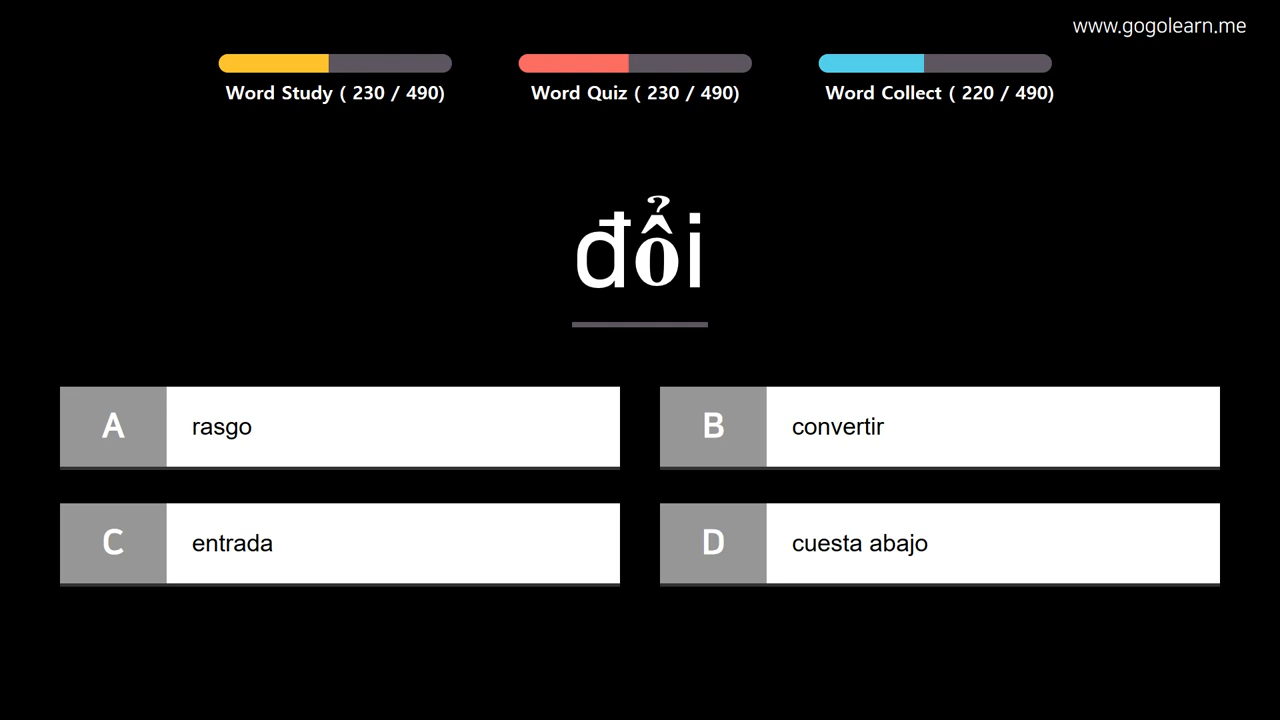 www.gogolearn.me
Word Study ( 230 / 490)
Word Quiz ( 230 / 490)
Word Collect ( 220 / 490)
đổi
A rasgo
B convertir
C entrada
D cuesta abajo